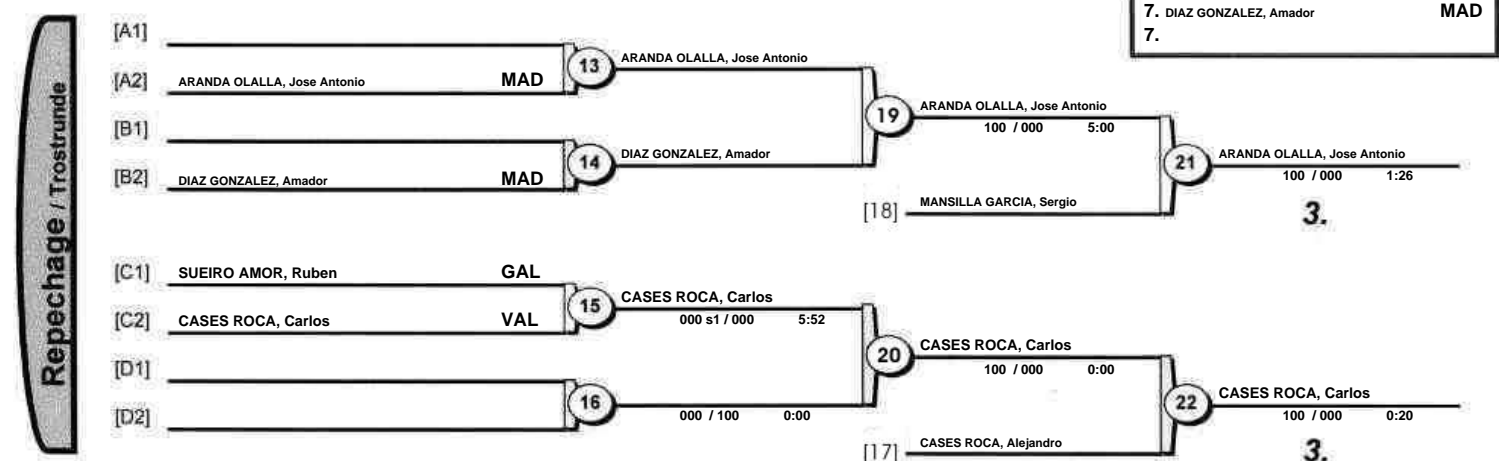 7. DIAZ GONZALEZ, Amador MAD
7.
Repechage / Trostrunde
[A1]
13 ARANDA OLALLA, Jose Antonio
[A2] ARANDA OLALLA, Jose Antonio MAD
19 ARANDA OLALLA, Jose Antonio
100 / 000 5:00
[B1]
14 DIAZ GONZALEZ, Amador
[B2] DIAZ GONZALEZ, Amador MAD
21 ARANDA OLALLA, Jose Antonio
100 / 000 1:26
[18] MANSILLA GARCIA, Sergio
3.
[C1] SUEIRO AMOR, Ruben GAL
15 CASES ROCA, Carlos
000 s1 / 000 5:52
[C2] CASES ROCA, Carlos VAL
20 CASES ROCA, Carlos
100 / 000 0:00
[D1]
16
000 / 100 0:00
[D2]
22 CASES ROCA, Carlos
100 / 000 0:20
[17] CASES ROCA, Alejandro
3.